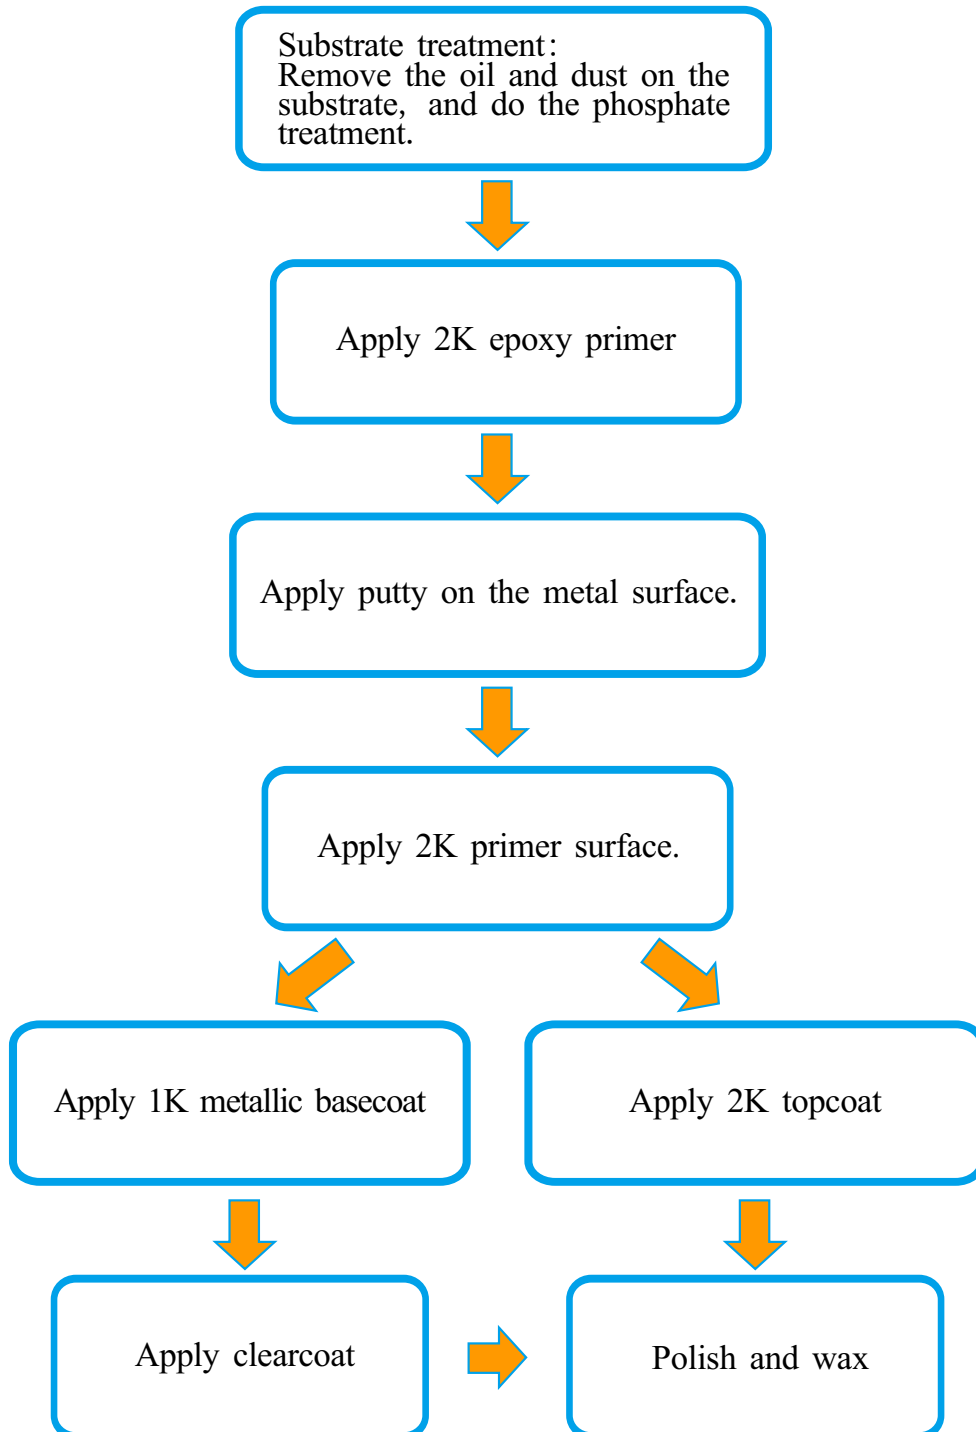 Substrate treatment:
Remove the oil and dust on the
substrate, and do the phosphate
treatment.
Apply 2K epoxy primer
Apply putty on the metal surface.
Apply 2K primer surface.
Apply 1K metallic basecoat
Apply 2K topcoat
Apply clearcoat
Polish and wax